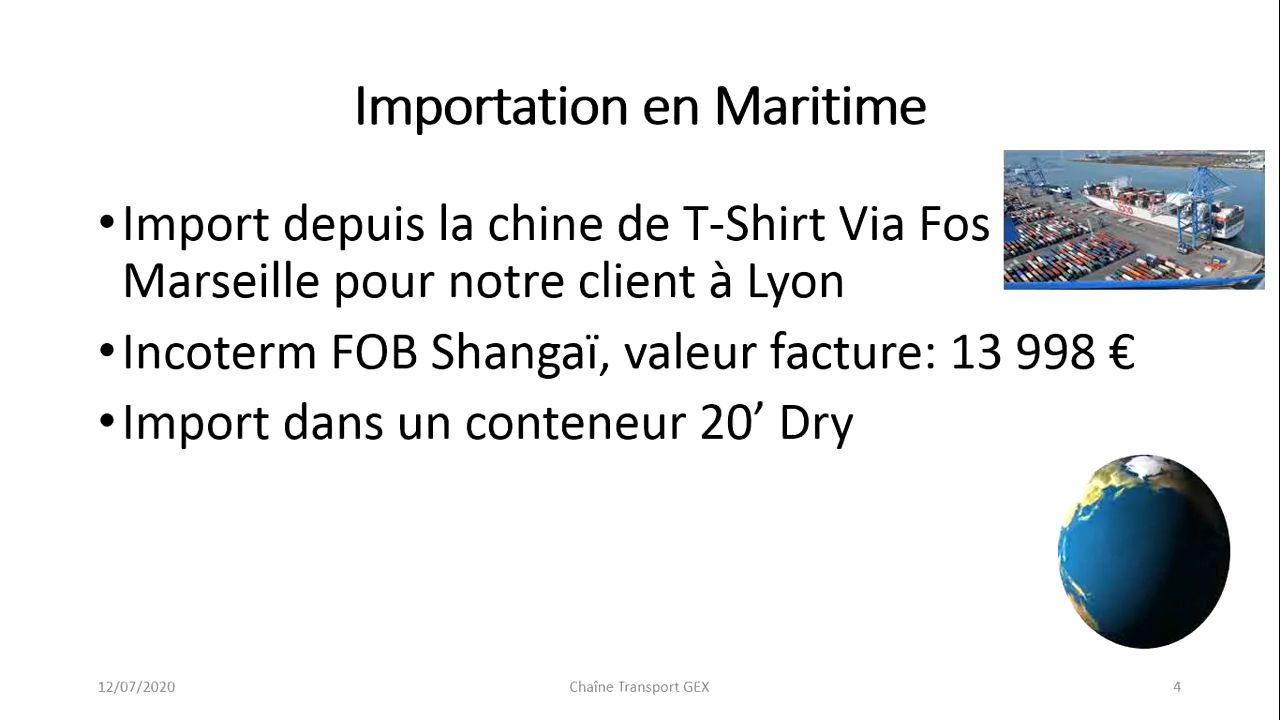 Importation en Maritime
•Import depuis la chine de T-Shirt Via Fos
Marseille pour notre client à Lyon
•Incoterm FOB Shangaï, valeur facture: 13 998 €
•Import dans un conteneur 20’ Dry
12/07/2020
Chaîne Transport GEX
4